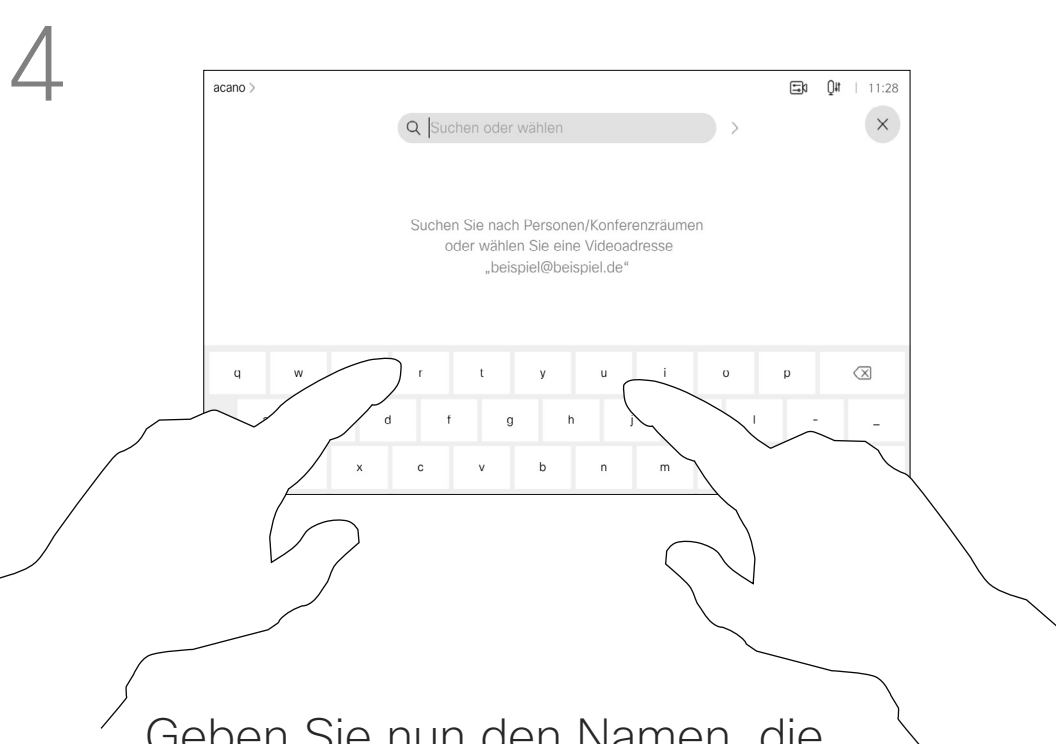 4
acano >
11:28
Suchen oder wählen
Suchen Sie nach Personen/Konferenzräumen
oder wählen Sie eine Videoadresse
„beispiel@beispiel.de“
q w r t y u i o p
d f g h j l - _
x c v b n m
Geben Sie nun den Namen, die